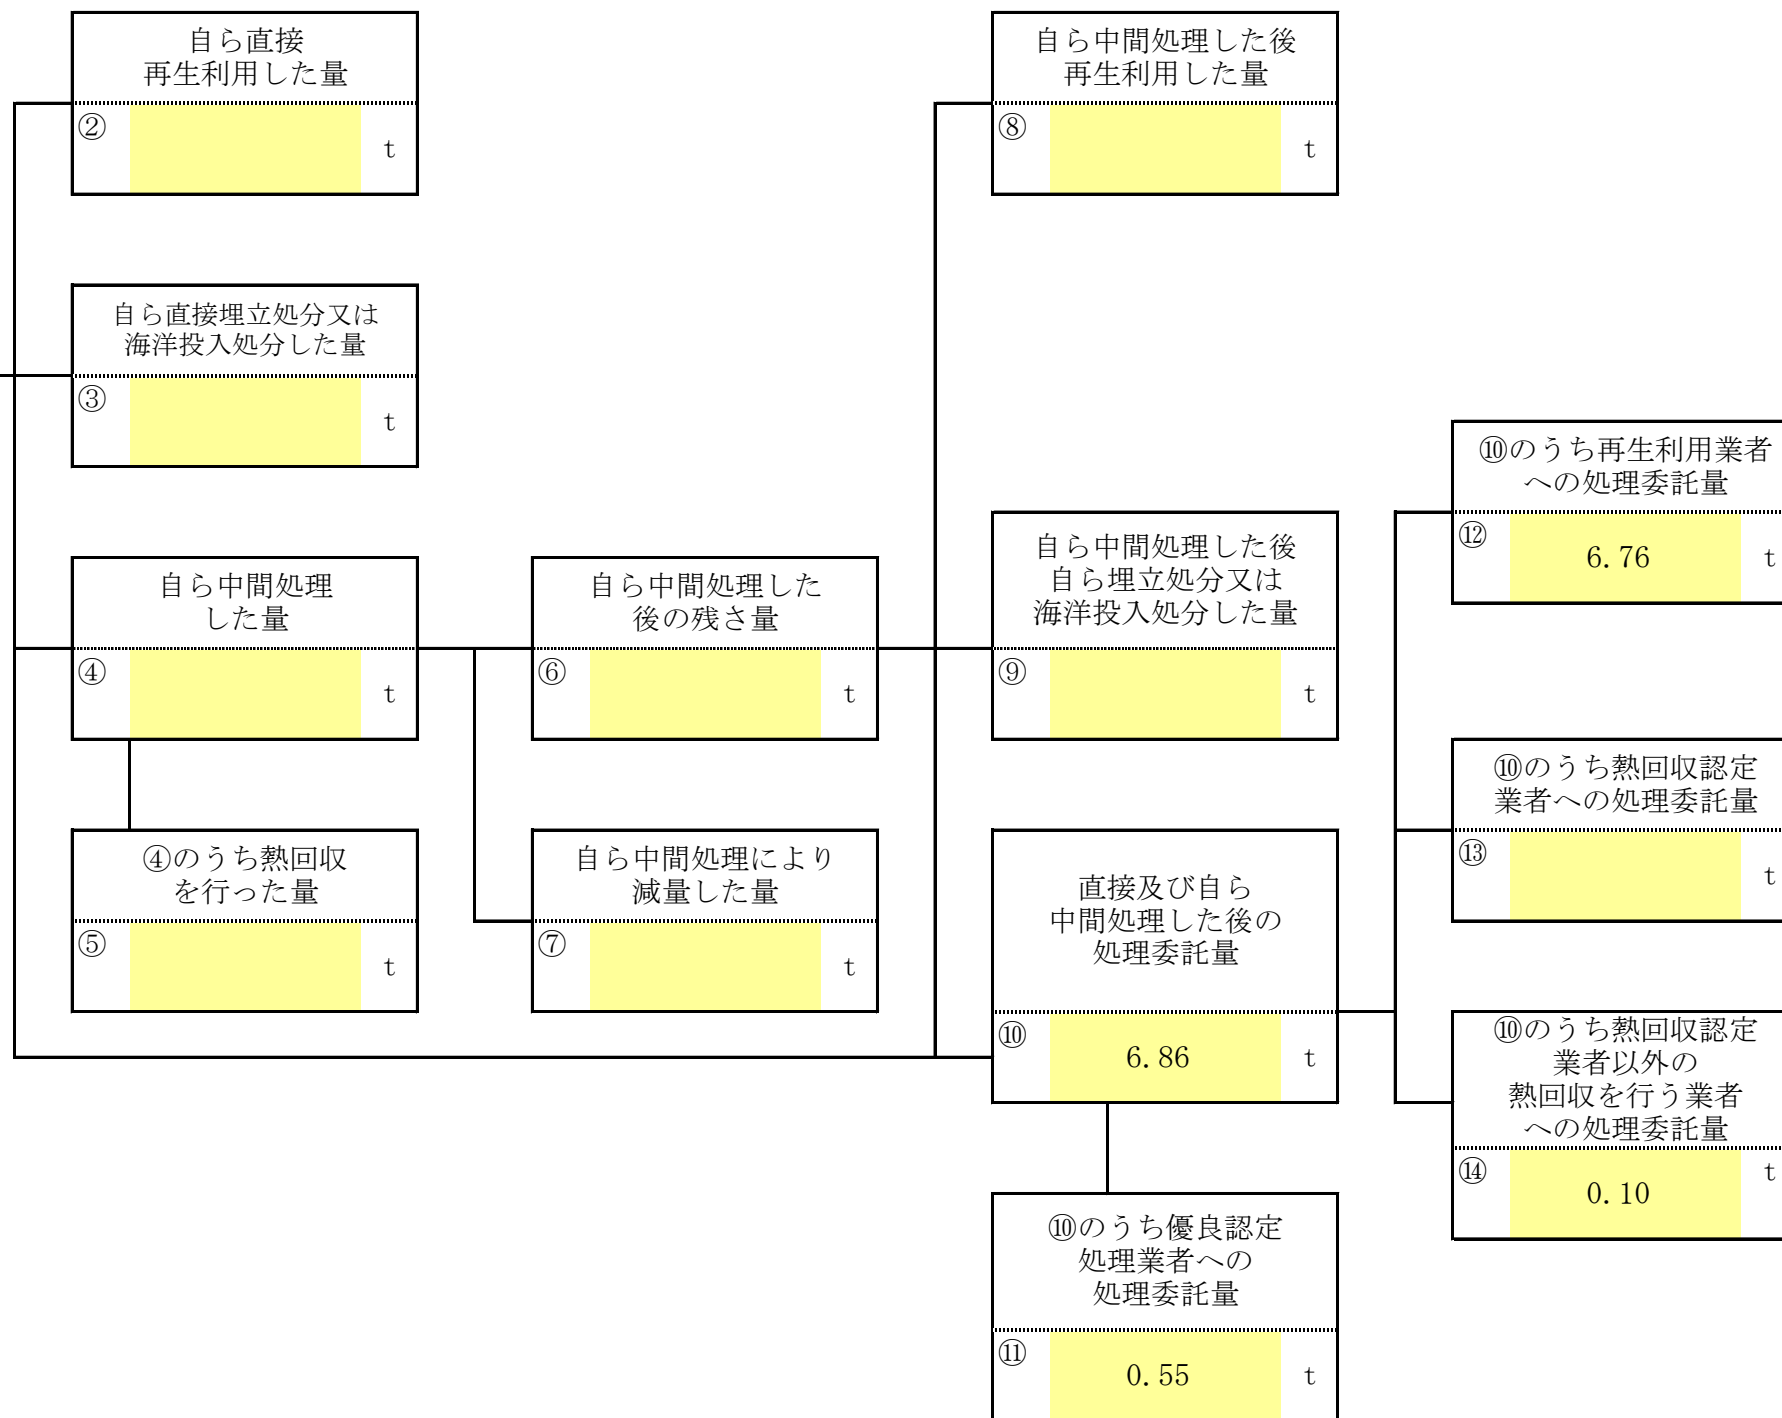 自ら直接
再生利用した量
②
t
自ら中間処理した後
再生利用した量
⑧
t
自ら直接埋立処分又は
海洋投入処分した量
③
t
⑩のうち再生利用業者
への処理委託量
⑫
6.76
t
自ら中間処理
した量
④
t
自ら中間処理した
後の残さ量
⑥
t
自ら中間処理した後
自ら埋立処分又は
海洋投入処分した量
⑨
t
⑩のうち熱回収認定
業者への処理委託量
⑬
t
④のうち熱回収
を行った量
⑤
t
自ら中間処理により
減量した量
⑦
t
直接及び自ら
中間処理した後の
処理委託量
⑩
6.86
t
⑩のうち熱回収認定
業者以外の
熱回収を行う業者
への処理委託量
⑭
0.10
t
⑩のうち優良認定
処理業者への
処理委託量
⑪
0.55
t